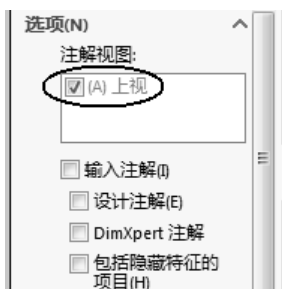 选项(N)
注解视图:
(A) 上视
输入注解(I)
设计注解(E)
DimXpert 注解
包括隐藏特征的
项目(H)